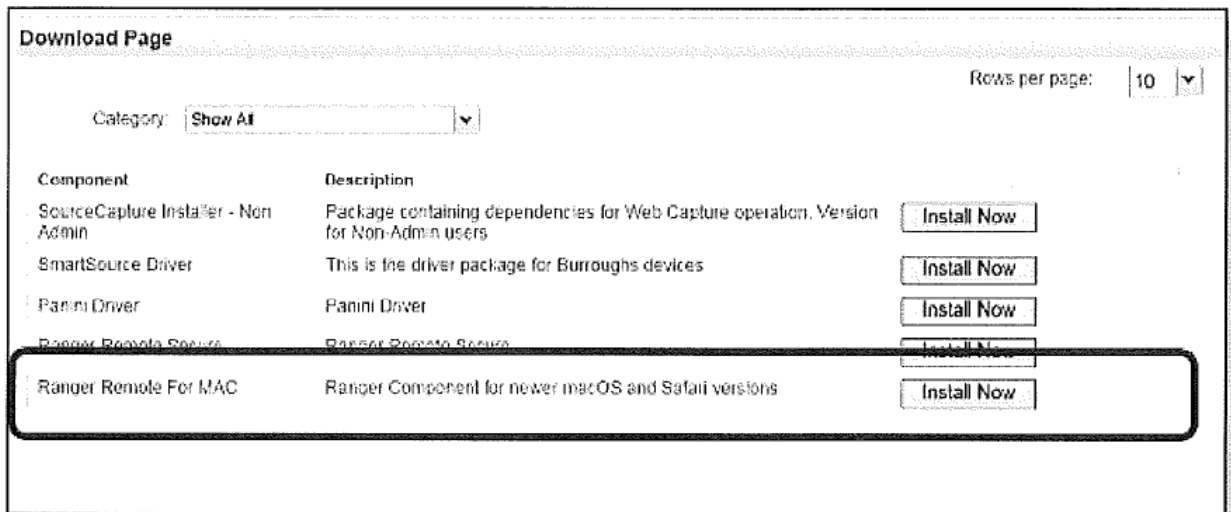 Download Page
Rows per page: 10
Category: Show All
Component Description
SourceCapture Installer - Non Package containing dependencies for Web Capture operation. Version Install Now
Admin for Non-Admin users
SmartSource Driver This is the driver package for Burroughs devices Install Now
Panini Driver Panini Driver Install Now
Ranger Remote Secure Ranger Remote Secure Install Now
Ranger Remote For MAC Ranger Component for newer macOS and Safari versions Install Now